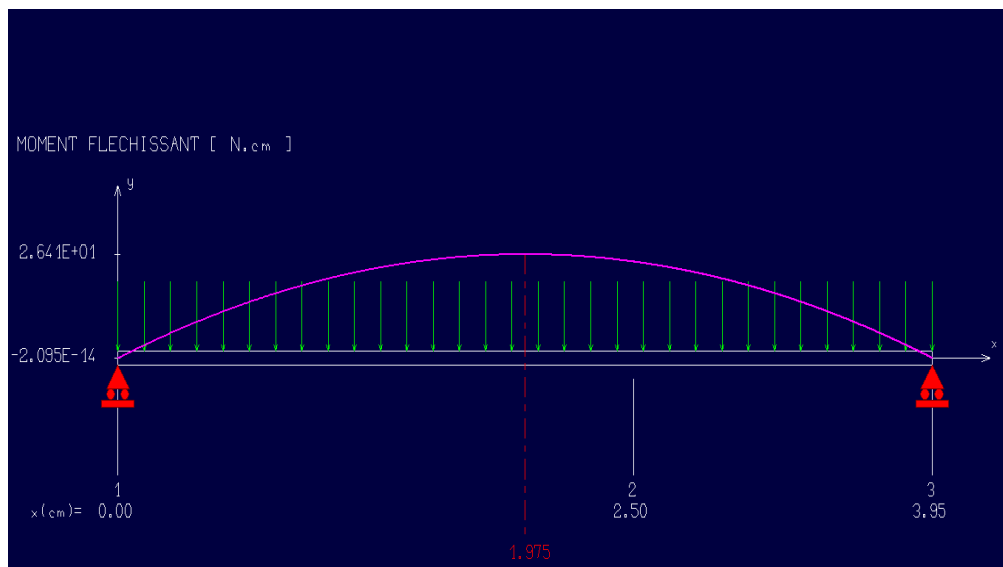 MOMENT FLECHISSANT [ N.cm ]
y
2.641E+01
x
-2.095E-14
1 2 3
x(cm)= 0.00 2.50 3.95
1.975